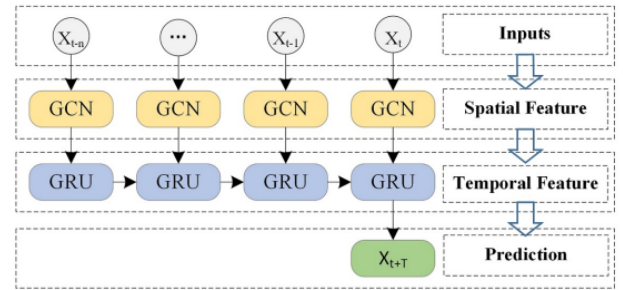 X_{t-n} ... X_{t-1} X_t Inputs
GCN GCN GCN GCN Spatial Feature
GRU GRU GRU GRU Temporal Feature
X_{t+T} Prediction